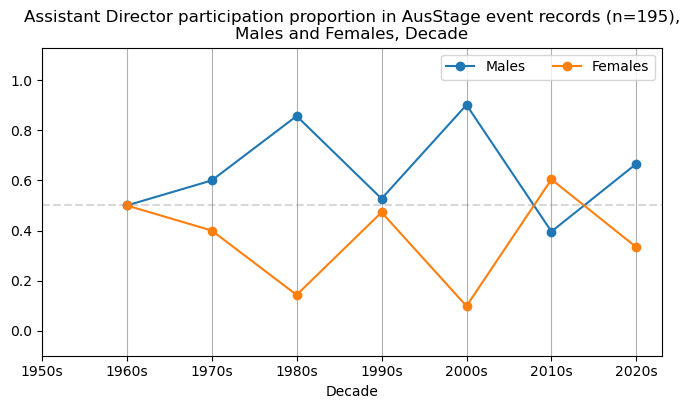 Assistant Director participation proportion in AusStage event records (n=195),
Males and Females, Decade
Males Females
1.0
0.8
0.6
0.4
0.2
0.0
1950s 1960s 1970s 1980s 1990s 2000s 2010s 2020s
Decade